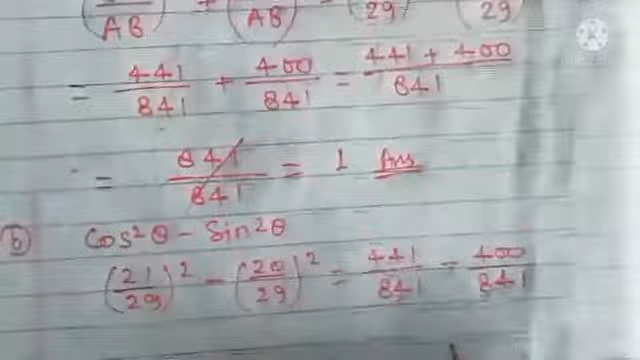 (AB) + (AB) (29) (29)
= 441/841 + 400/841 = 441 + 400/841
= 841/841 = 1 Ans
(b) Cos²θ - Sin²θ
(21/29)² - (20/29)² = 441/841 - 400/841